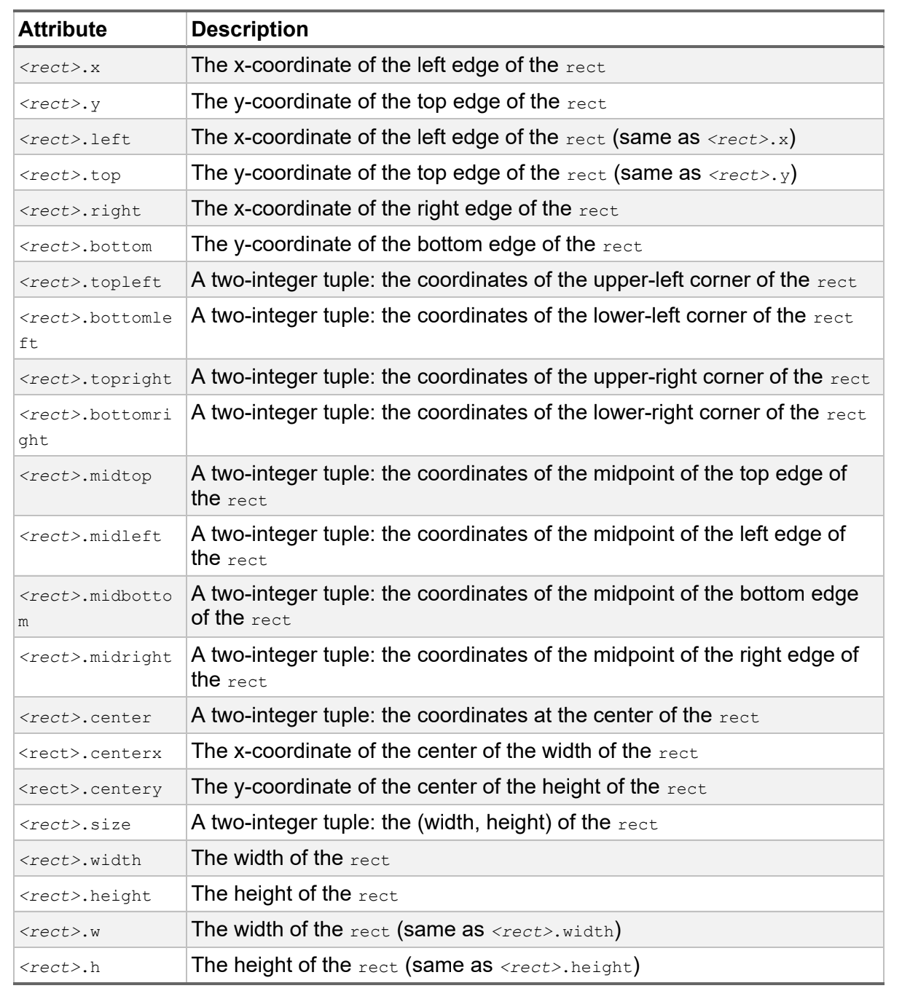 Attribute Description
<rect>.x The x-coordinate of the left edge of the rect
<rect>.y The y-coordinate of the top edge of the rect
<rect>.left The x-coordinate of the left edge of the rect (same as <rect>.x)
<rect>.top The y-coordinate of the top edge of the rect (same as <rect>.y)
<rect>.right The x-coordinate of the right edge of the rect
<rect>.bottom The y-coordinate of the bottom edge of the rect
<rect>.topleft A two-integer tuple: the coordinates of the upper-left corner of the rect
<rect>.bottomle A two-integer tuple: the coordinates of the lower-left corner of the rect
ft
<rect>.topright A two-integer tuple: the coordinates of the upper-right corner of the rect
<rect>.bottomri A two-integer tuple: the coordinates of the lower-right corner of the rect
ght
<rect>.midtop A two-integer tuple: the coordinates of the midpoint of the top edge of
the rect
<rect>.midleft A two-integer tuple: the coordinates of the midpoint of the left edge of
the rect
<rect>.midbotto A two-integer tuple: the coordinates of the midpoint of the bottom edge
m of the rect
<rect>.midright A two-integer tuple: the coordinates of the midpoint of the right edge of
the rect
<rect>.center A two-integer tuple: the coordinates at the center of the rect
<rect>.centerx The x-coordinate of the center of the width of the rect
<rect>.centery The y-coordinate of the center of the height of the rect
<rect>.size A two-integer tuple: the (width, height) of the rect
<rect>.width The width of the rect
<rect>.height The height of the rect
<rect>.w The width of the rect (same as <rect>.width)
<rect>.h The height of the rect (same as <rect>.height)